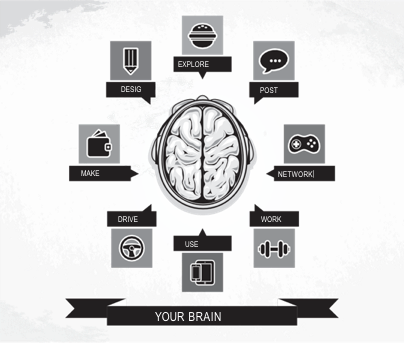 EXPLORE
DESIG
POST
MAKE
NETWORK|
DRIVE
WORK
USE
YOUR BRAIN